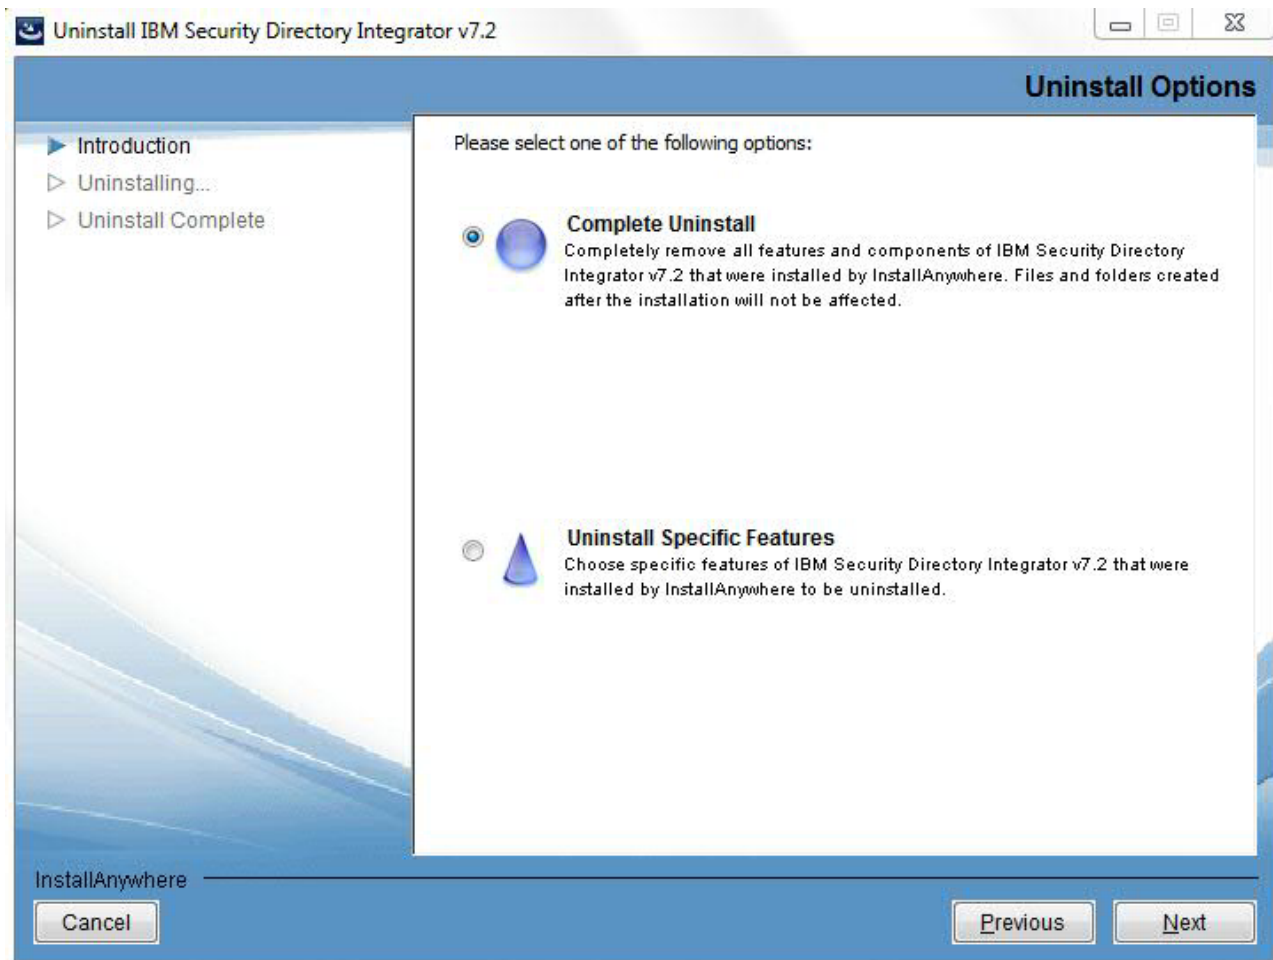 Uninstall IBM Security Directory Integrator v7.2
Uninstall Options
Introduction
Uninstalling...
Uninstall Complete
Please select one of the following options:
Complete Uninstall
Completely remove all features and components of IBM Security Directory
Integrator v7.2 that were installed by InstallAnywhere. Files and folders created
after the installation will not be affected.
Uninstall Specific Features
Choose specific features of IBM Security Directory Integrator v7.2 that were
installed by InstallAnywhere to be uninstalled.
InstallAnywhere
Cancel
Previous
Next